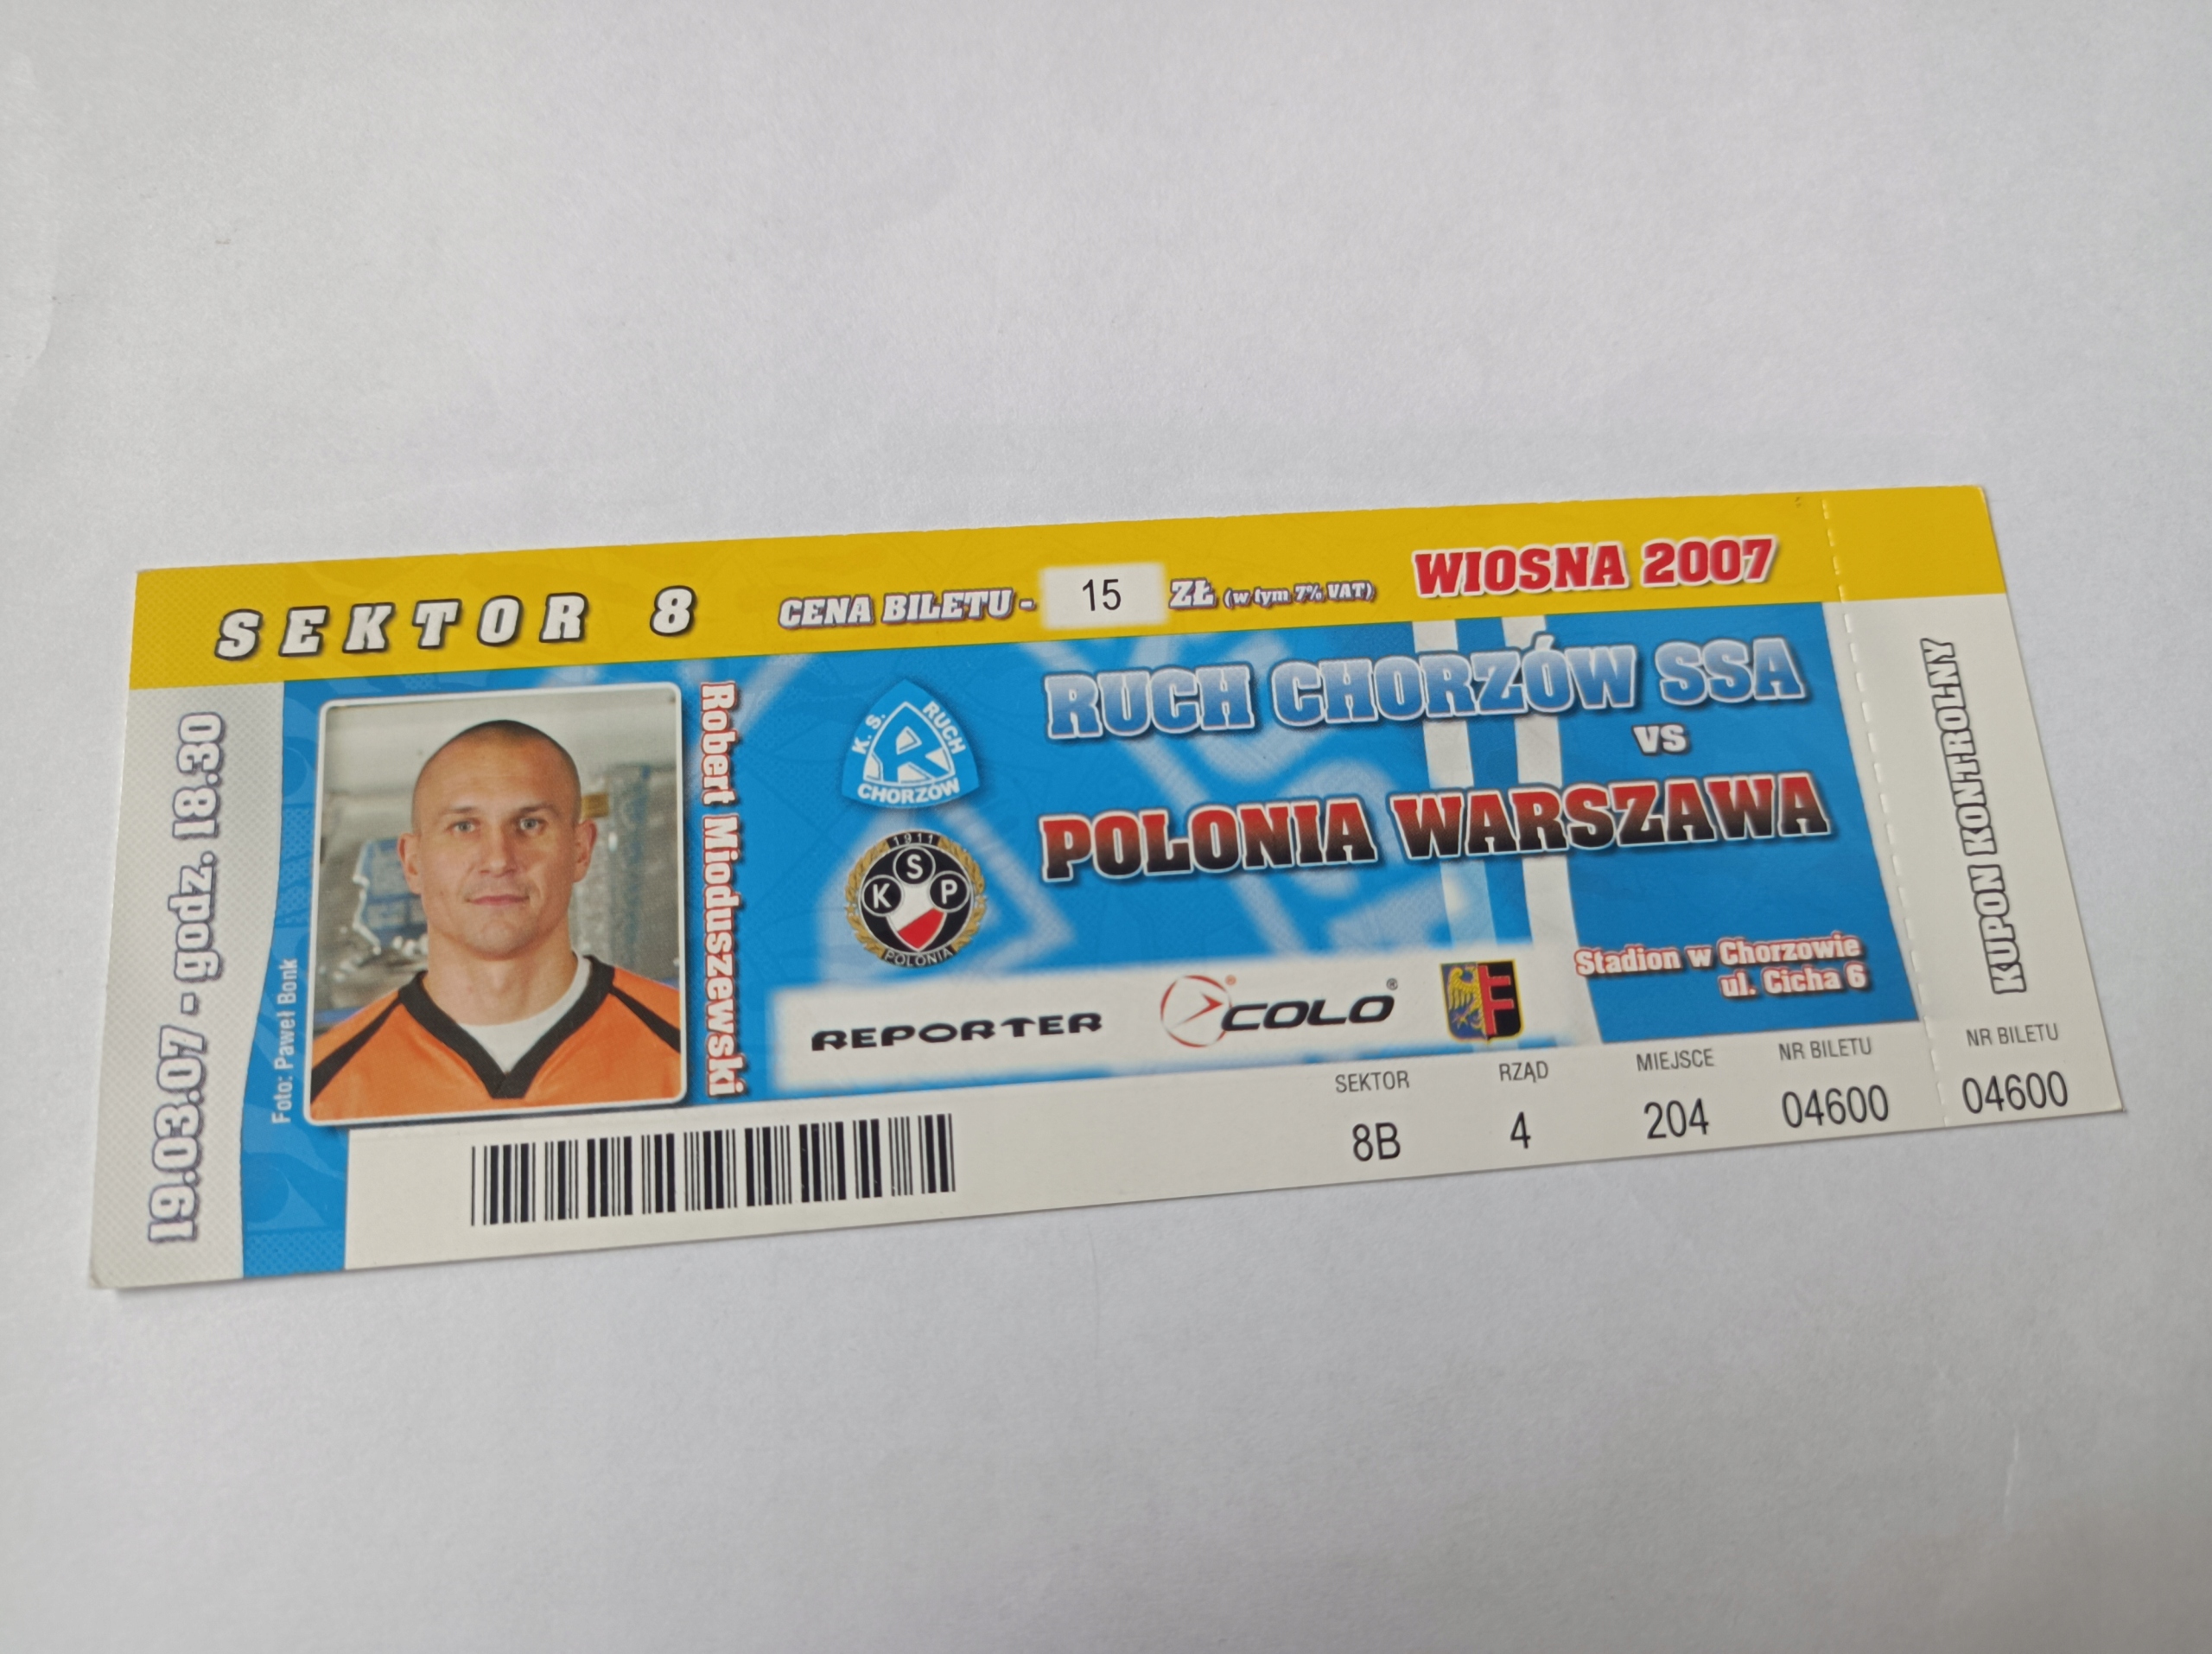 SEKTOR 8
CENA BILETU - 15 ZŁ (w tym 7% VAT)
WIOSNA 2007
19.03.07 - godz. 18.30
Foto: Paweł Bonk
Robert Mioduszewski
K.S. RUCH
CHORZÓW
1911
KSP
POLONIA
RUCH CHORZÓW SSA
vs
POLONIA WARSZAWA
Stadion w Chorzowie
ul. Cicha 6
REPORTER
COLO®
SEKTOR RZĄD MIEJSCE NR BILETU
8B 4 204 04600
KUPON KONTROLNY
NR BILETU
04600